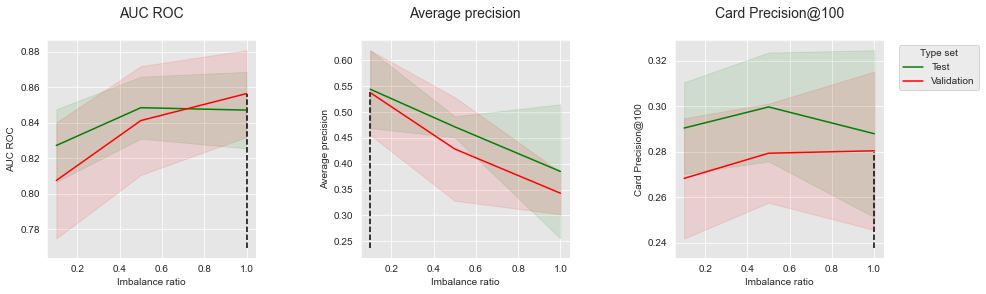 AUC ROC
Average precision
Card Precision@100
Type set
Test
Validation
AUC ROC
0.88
0.86
0.84
0.82
0.80
0.78
0.2
0.4
0.6
0.8
1.0
Imbalance ratio
Average precision
0.60
0.55
0.50
0.45
0.40
0.35
0.30
0.25
0.2
0.4
0.6
0.8
1.0
Imbalance ratio
Card Precision@100
0.32
0.30
0.28
0.26
0.24
0.2
0.4
0.6
0.8
1.0
Imbalance ratio